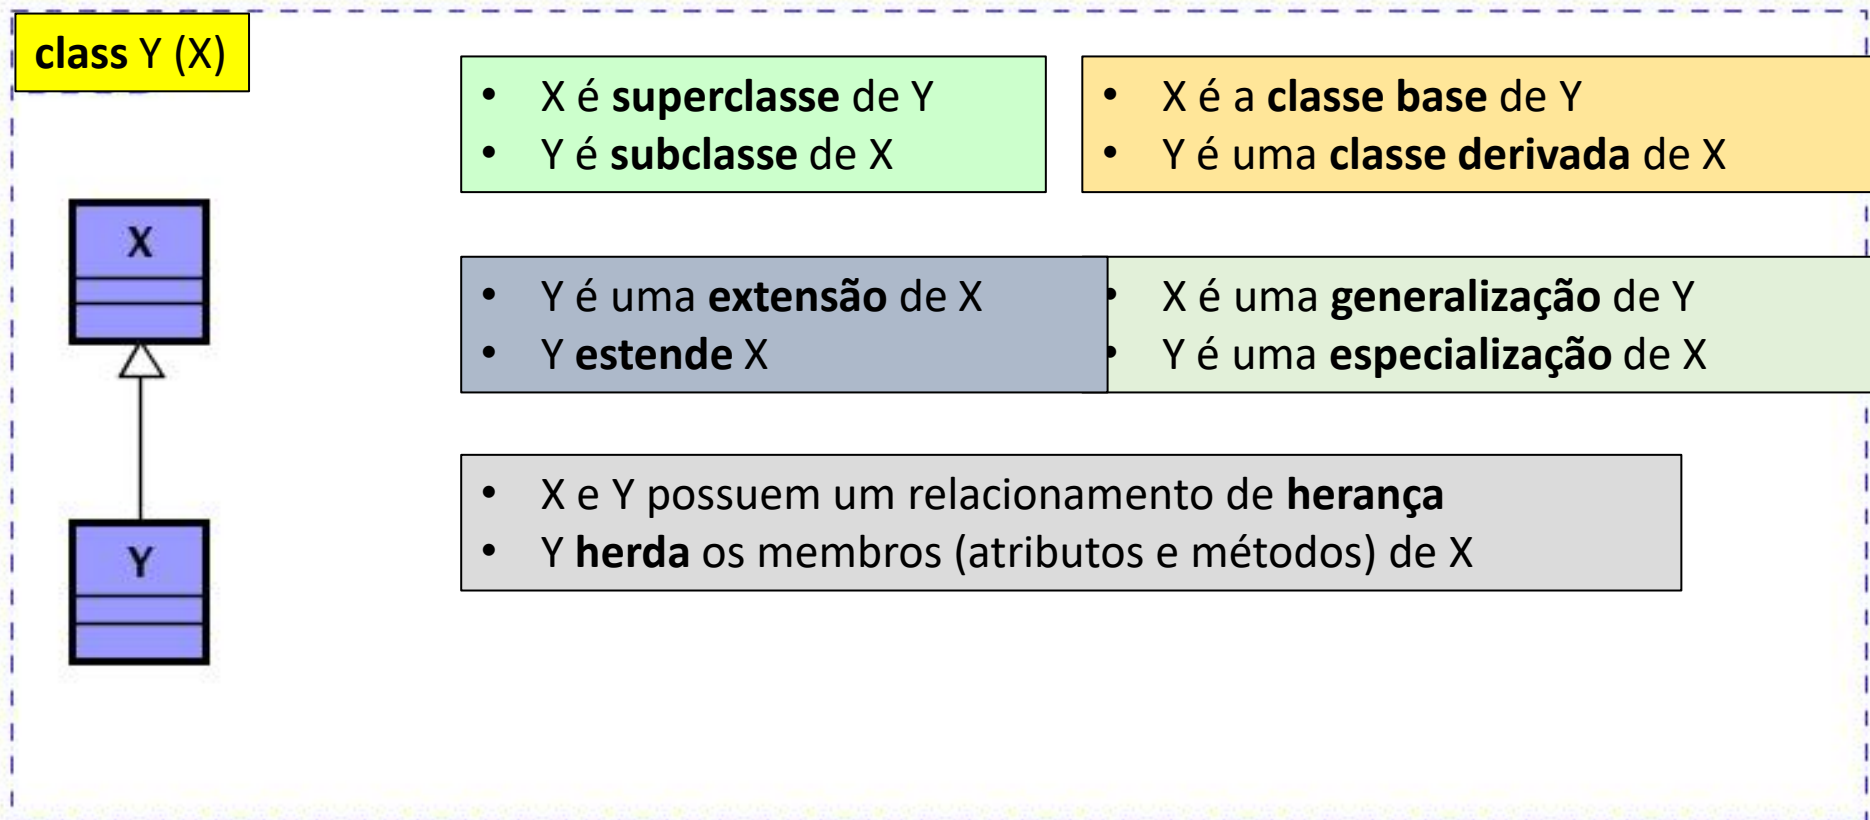 class Y (X)
• X é superclasse de Y
• Y é subclasse de X
• X é a classe base de Y
• Y é uma classe derivada de X
X
• Y é uma extensão de X
• Y estende X
• X é uma generalização de Y
• Y é uma especialização de X
• X e Y possuem um relacionamento de herança
• Y herda os membros (atributos e métodos) de X
Y